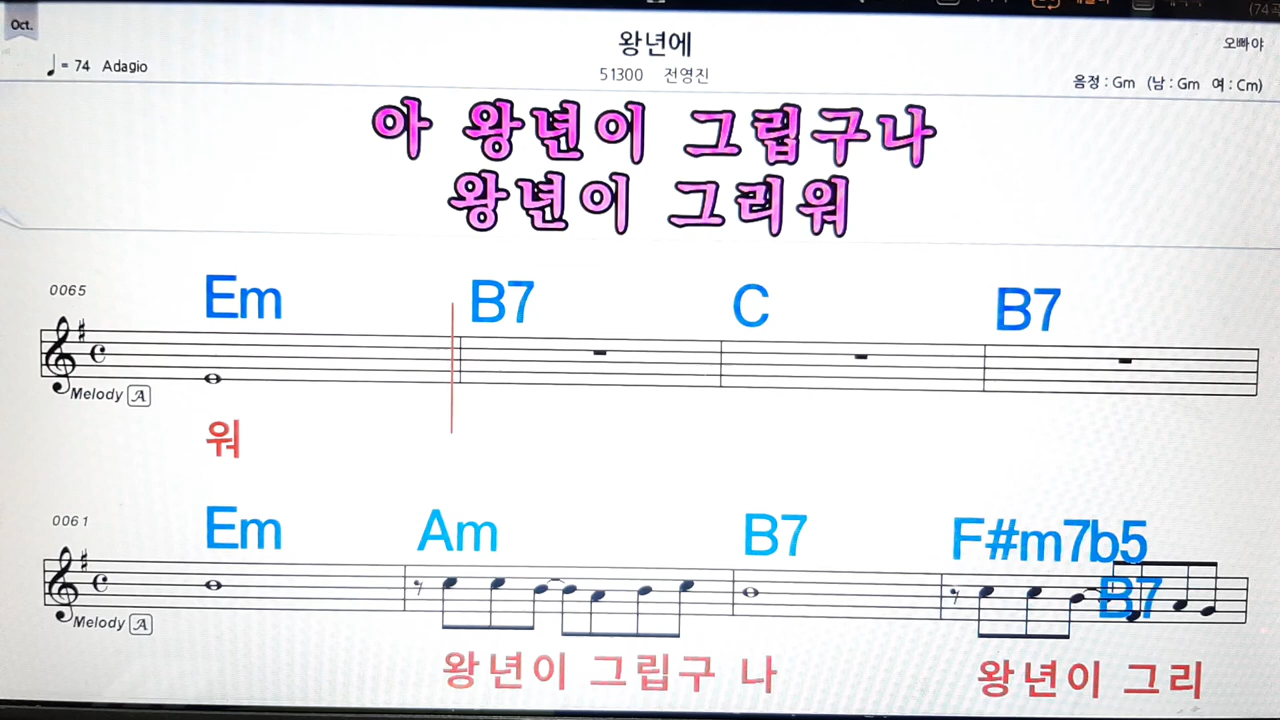 Oct.
왕년에
오빠야
♩= 74 Adagio
51300 전영진
음정 : Gm (남 : Gm 여 : Cm)
아 왕년이 그립구나
왕년이 그리워
0065
Em B7 C B7
Melody A
워
0061
Em Am B7 F#m7b5
B7
Melody A
왕년이 그립구 나 왕년이 그리